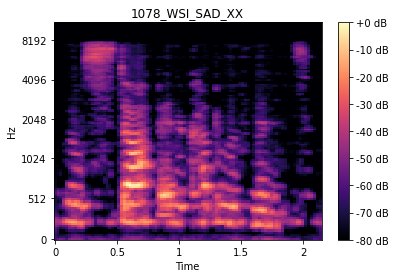 1078_WSI_SAD_XX
8192
4096
2048
1024
512
0
Hz
0
0.5
1
1.5
2
Time
+0 dB
-10 dB
-20 dB
-30 dB
-40 dB
-50 dB
-60 dB
-70 dB
-80 dB